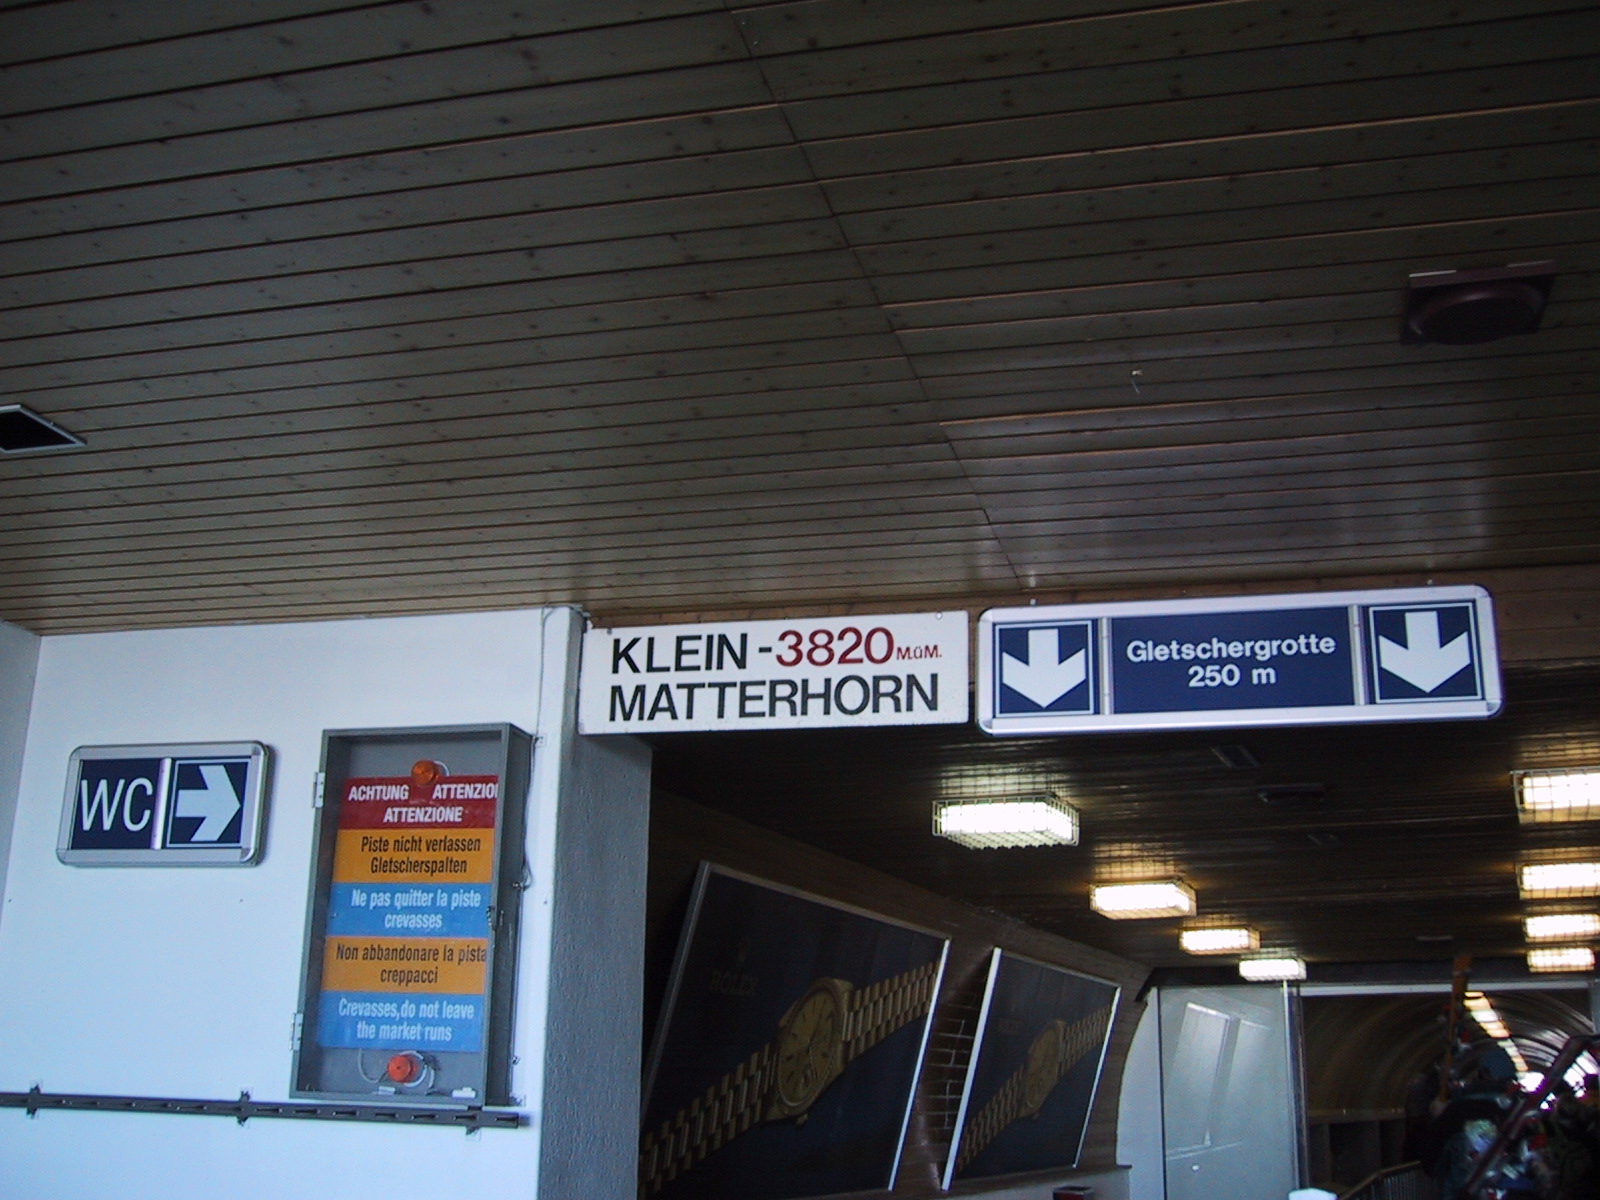 KLEIN -3820 M.üM.
MATTERHORN
Gletschergrotte
250 m
WC
ACHTUNG ATTENZIO
ATTENZIONE
Piste nicht verlassen
Gletscherspalten
Ne pas quitter la piste
crevasses
Non abbandonare la pista
creppacci
Crevasses,do not leave
the market runs
ROLEX